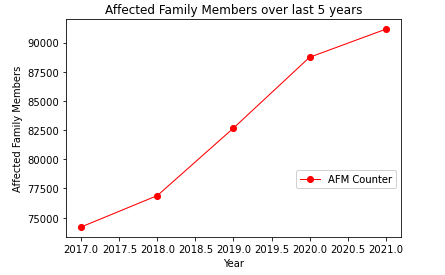 Affected Family Members over last 5 years
90000
87500
85000
82500
80000
77500
75000
Affected Family Members
AFM Counter
2017.0 2017.5 2018.0 2018.5 2019.0 2019.5 2020.0 2020.5 2021.0
Year